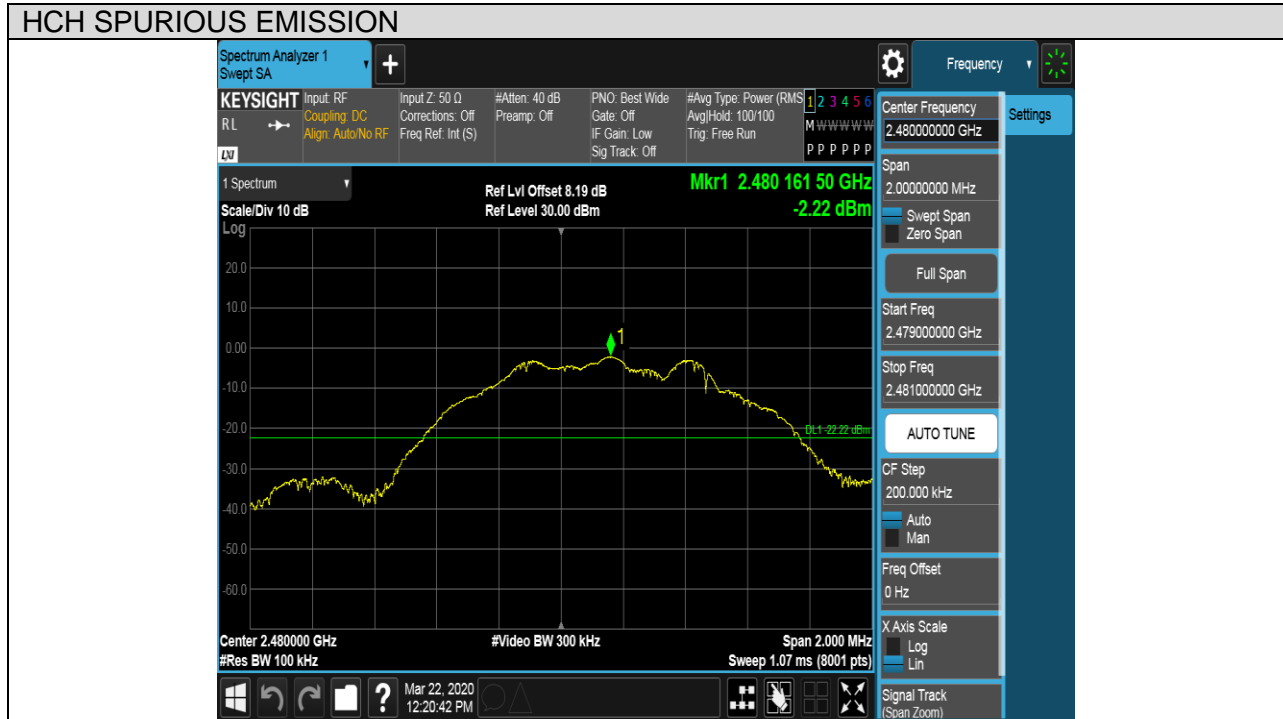 HCH SPURIOUS EMISSION
Spectrum Analyzer 1
Swept SA
+
Frequency
KEYSIGHT
RL
LXI
Input: RF
Coupling: DC
Align: Auto/No RF
Input Z: 50 Ω
Corrections: Off
Freq Ref: Int (S)
#Atten: 40 dB
Preamp: Off
PNO: Best Wide
Gate: Off
IF Gain: Low
Sig Track: Off
#Avg Type: Power (RMS
Avg|Hold: 100/100
Trig: Free Run
1 2 3 4 5 6
M W W W W W
P P P P P P
1 Spectrum
Scale/Div 10 dB
Log
Ref Lvl Offset 8.19 dB
Ref Level 30.00 dBm
Mkr1 2.480 161 50 GHz
-2.22 dBm
20.0
10.0
0.00
-10.0
-20.0
-30.0
-40.0
-50.0
-60.0
1
DL1 -22.22 dBm
Center 2.480000 GHz
#Res BW 100 kHz
#Video BW 300 kHz
Span 2.000 MHz
Sweep 1.07 ms (8001 pts)
?
Mar 22, 2020
12:20:42 PM
Center Frequency
2.480000000 GHz
Span
2.00000000 MHz
Swept Span
Zero Span
Full Span
Start Freq
2.479000000 GHz
Stop Freq
2.481000000 GHz
AUTO TUNE
CF Step
200.000 kHz
Auto
Man
Freq Offset
0 Hz
X Axis Scale
Log
Lin
Signal Track
(Span Zoom)
Settings